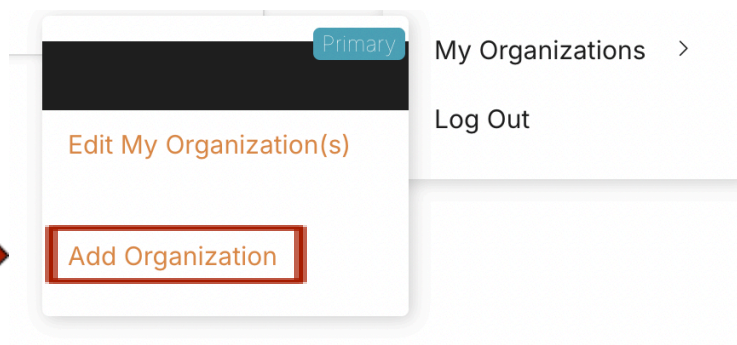 Primary
My Organizations
Log Out
Edit My Organization(s)
Add Organization